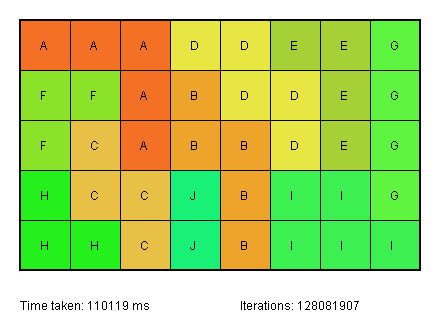 A A A D D E E G
F F A B D D E G
F C A B B D E G
H C C J B I I G
H H C J B I I I
Time taken: 110119 ms Iterations: 128081907